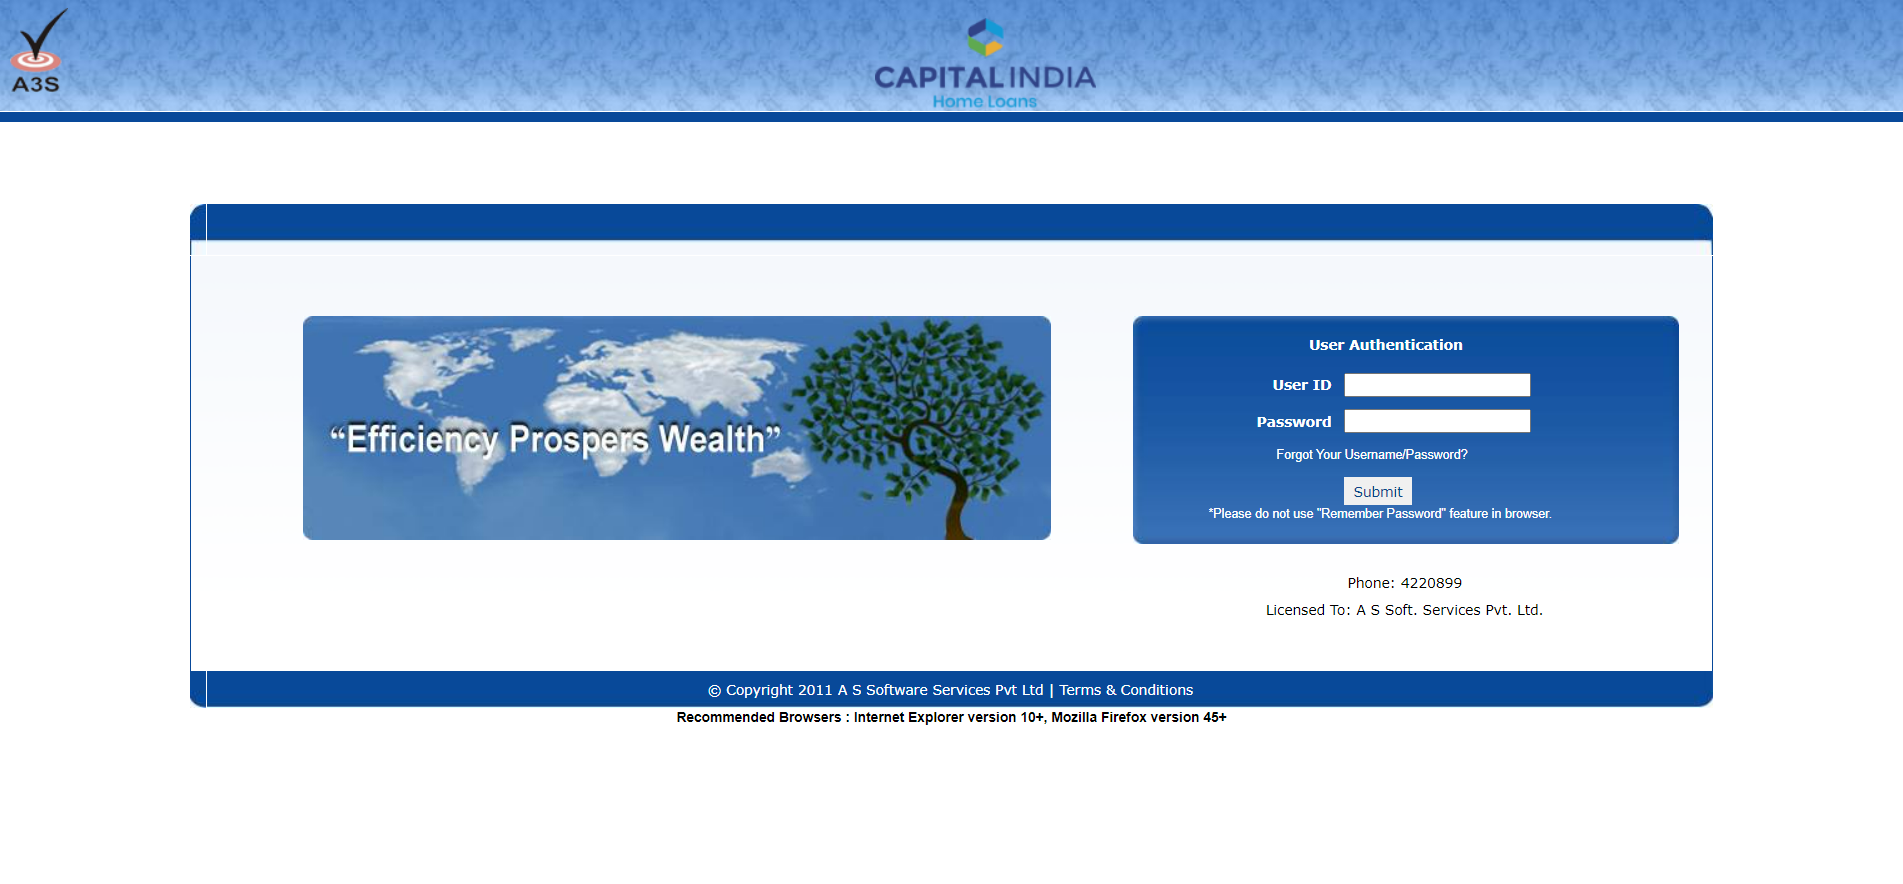 A3S
CAPITAL INDIA
Home Loans
“Efficiency Prospers Wealth”
User Authentication
User ID
Password
Forgot Your Username/Password?
Submit
*Please do not use "Remember Password" feature in browser.
Phone: 4220899
Licensed To: A S Soft. Services Pvt. Ltd.
© Copyright 2011 A S Software Services Pvt Ltd | Terms & Conditions
Recommended Browsers : Internet Explorer version 10+, Mozilla Firefox version 45+